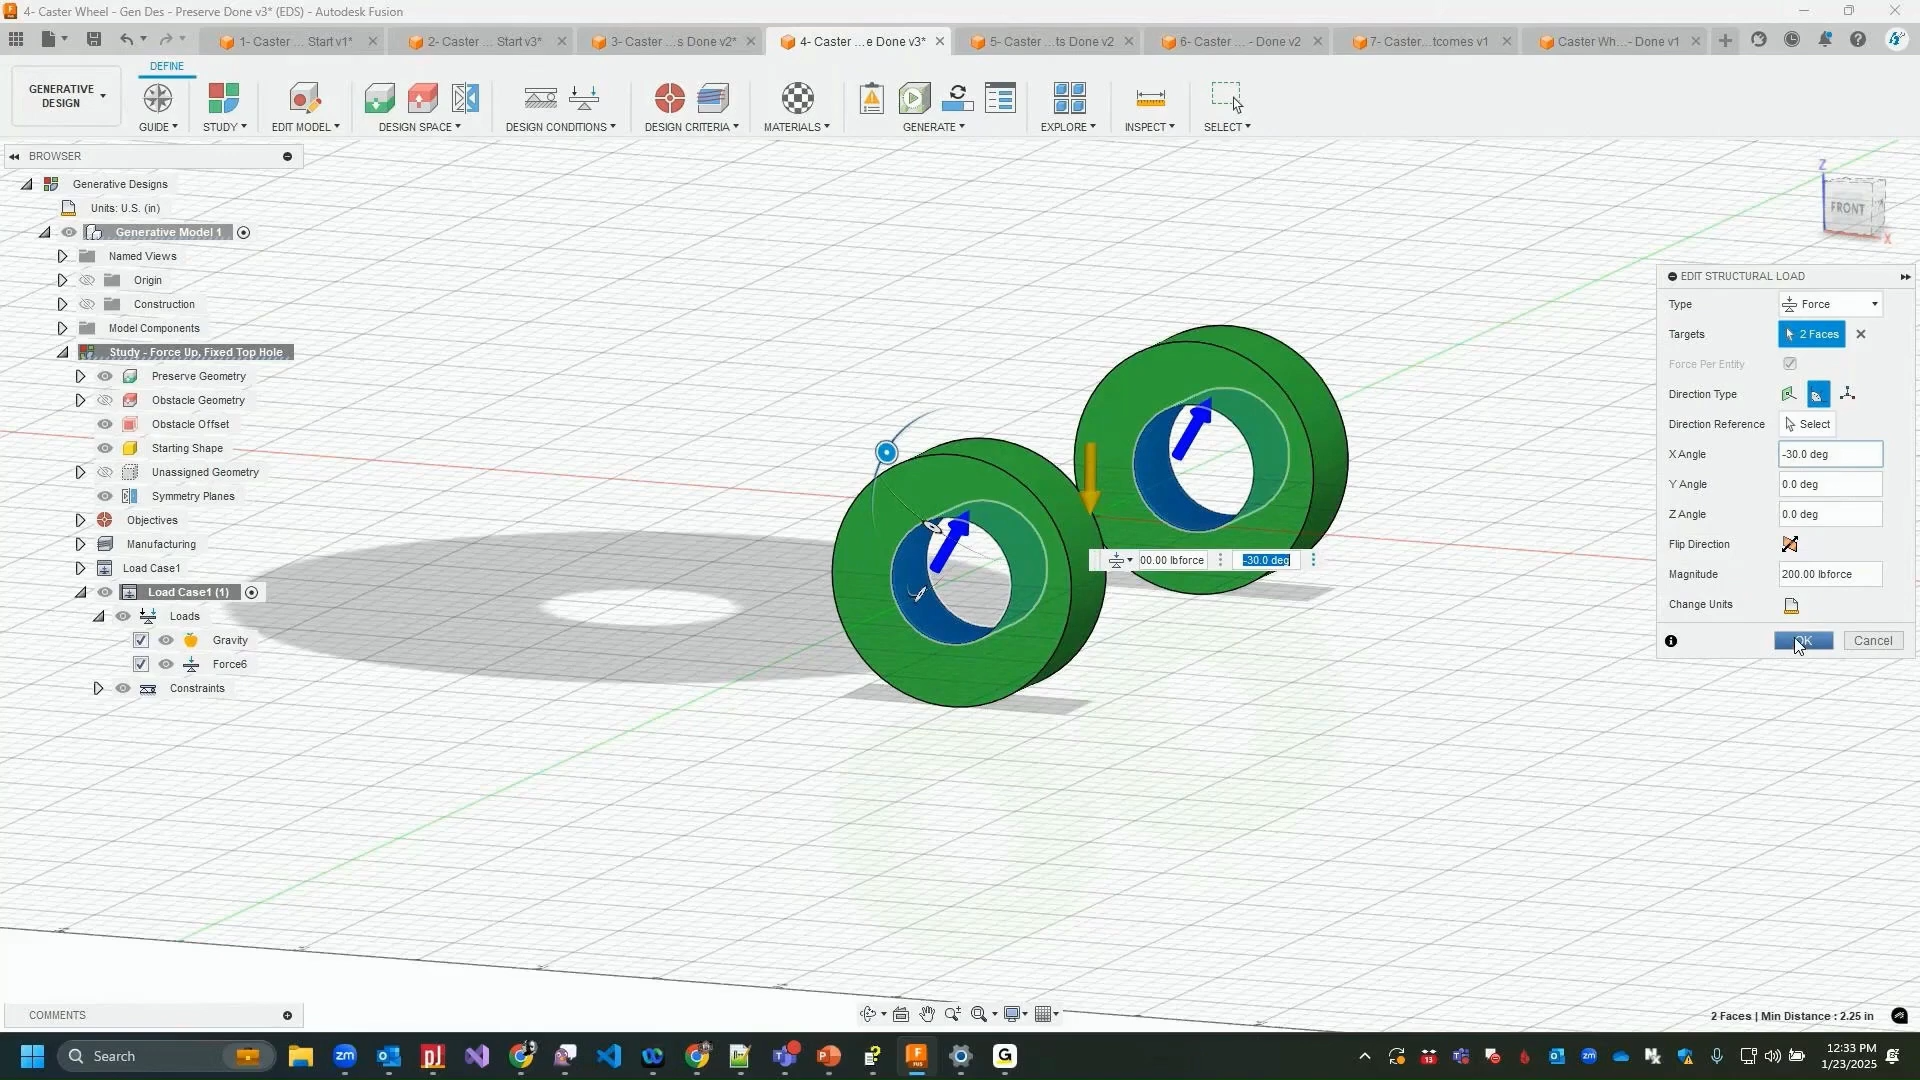 4- Caster Wheel - Gen Des - Preserve Done v3* (EDS) - Autodesk Fusion
1- Caster ... Start v1*
2- Caster ... Start v3*
3- Caster ...s Done v2*
4- Caster ...e Done v3*
5- Caster ...ts Done v2
6- Caster ... - Done v2
7- Caster...tcomes v1
Caster Wh...- Done v1
DEFINE
GENERATIVE DESIGN
GUIDE
STUDY
EDIT MODEL
DESIGN SPACE
DESIGN CONDITIONS
DESIGN CRITERIA
MATERIALS
GENERATE
EXPLORE
INSPECT
SELECT
BROWSER
Generative Designs
Units: U.S. (in)
Generative Model 1
Named Views
Origin
Construction
Model Components
Study - Force Up, Fixed Top Hole
Preserve Geometry
Obstacle Geometry
Obstacle Offset
Starting Shape
Unassigned Geometry
Symmetry Planes
Objectives
Manufacturing
Load Case1
Load Case1 (1)
Loads
Gravity
Force6
Constraints
Z
FRONT
X
00.00 lbforce
-30.0 deg
EDIT STRUCTURAL LOAD
Type
Force
Targets
2 Faces
Force Per Entity
Direction Type
Direction Reference
Select
X Angle
-30.0 deg
Y Angle
0.0 deg
Z Angle
0.0 deg
Flip Direction
Magnitude
200.00 lbforce
Change Units
OK
Cancel
COMMENTS
2 Faces | Min Distance : 2.25 in
Search
zm
12:33 PM
1/23/2025